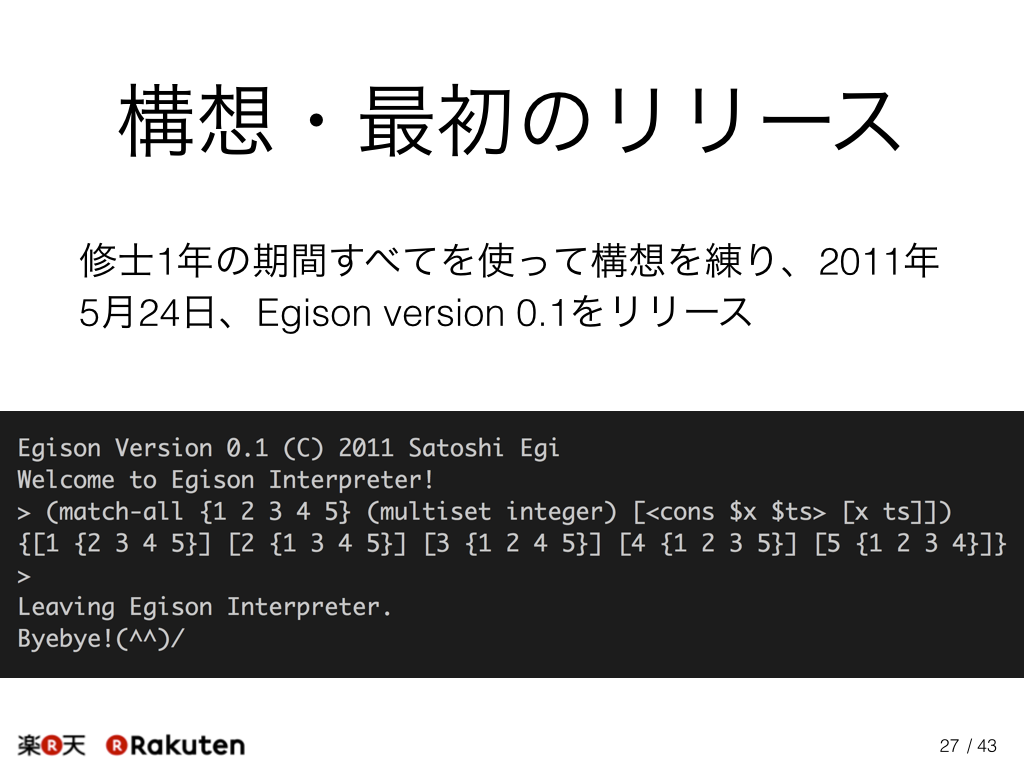 構想・最初のリリース
修士1年の期間すべてを使って構想を練り、2011年
5月24日、Egison version 0.1をリリース
Egison Version 0.1 (C) 2011 Satoshi Egi
Welcome to Egison Interpreter!
> (match-all {1 2 3 4 5} (multiset integer) [<cons $x $ts> [x ts]])
{[1 {2 3 4 5}] [2 {1 3 4 5}] [3 {1 2 4 5}] [4 {1 2 3 5}] [5 {1 2 3 4}]}
>
Leaving Egison Interpreter.
Byebye!(^^)/
楽R天 R Rakuten
27 / 43